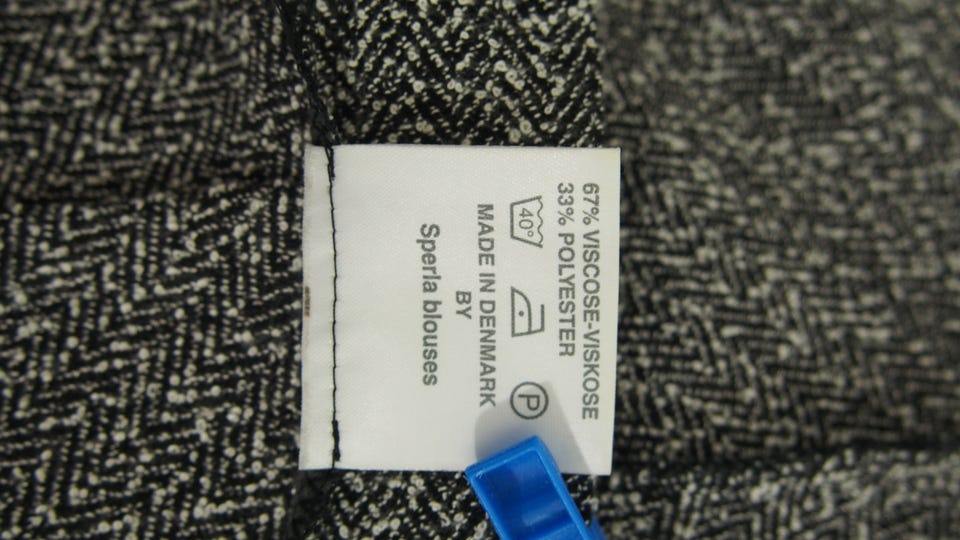 67% VISCOSE-VISKOSE
33% POLYESTER
40° P
MADE IN DENMARK
BY
Sperla blouses